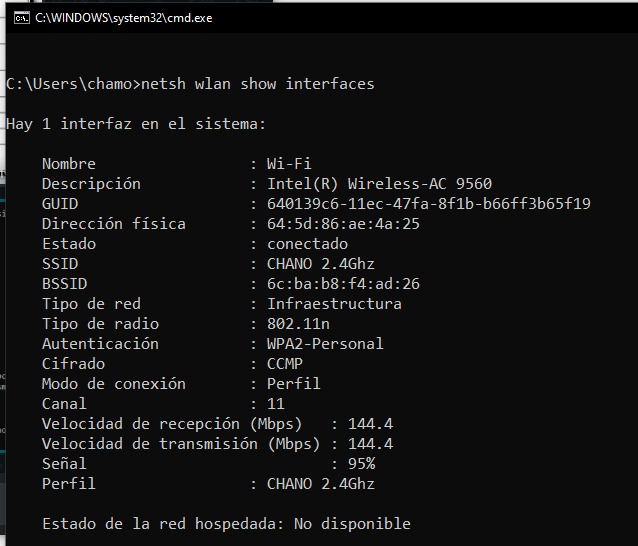 C:\WINDOWS\system32\cmd.exe
C:\Users\chamo>netsh wlan show interfaces
Hay 1 interfaz en el sistema:
Nombre : Wi-Fi
Descripción : Intel(R) Wireless-AC 9560
GUID : 640139c6-11ec-47fa-8f1b-b66ff3b65f19
Dirección física : 64:5d:86:ae:4a:25
Estado : conectado
SSID : CHANO 2.4Ghz
BSSID : 6c:ba:b8:f4:ad:26
Tipo de red : Infraestructura
Tipo de radio : 802.11n
Autenticación : WPA2-Personal
Cifrado : CCMP
Modo de conexión : Perfil
Canal : 11
Velocidad de recepción (Mbps) : 144.4
Velocidad de transmisión (Mbps) : 144.4
Señal : 95%
Perfil : CHANO 2.4Ghz
Estado de la red hospedada: No disponible